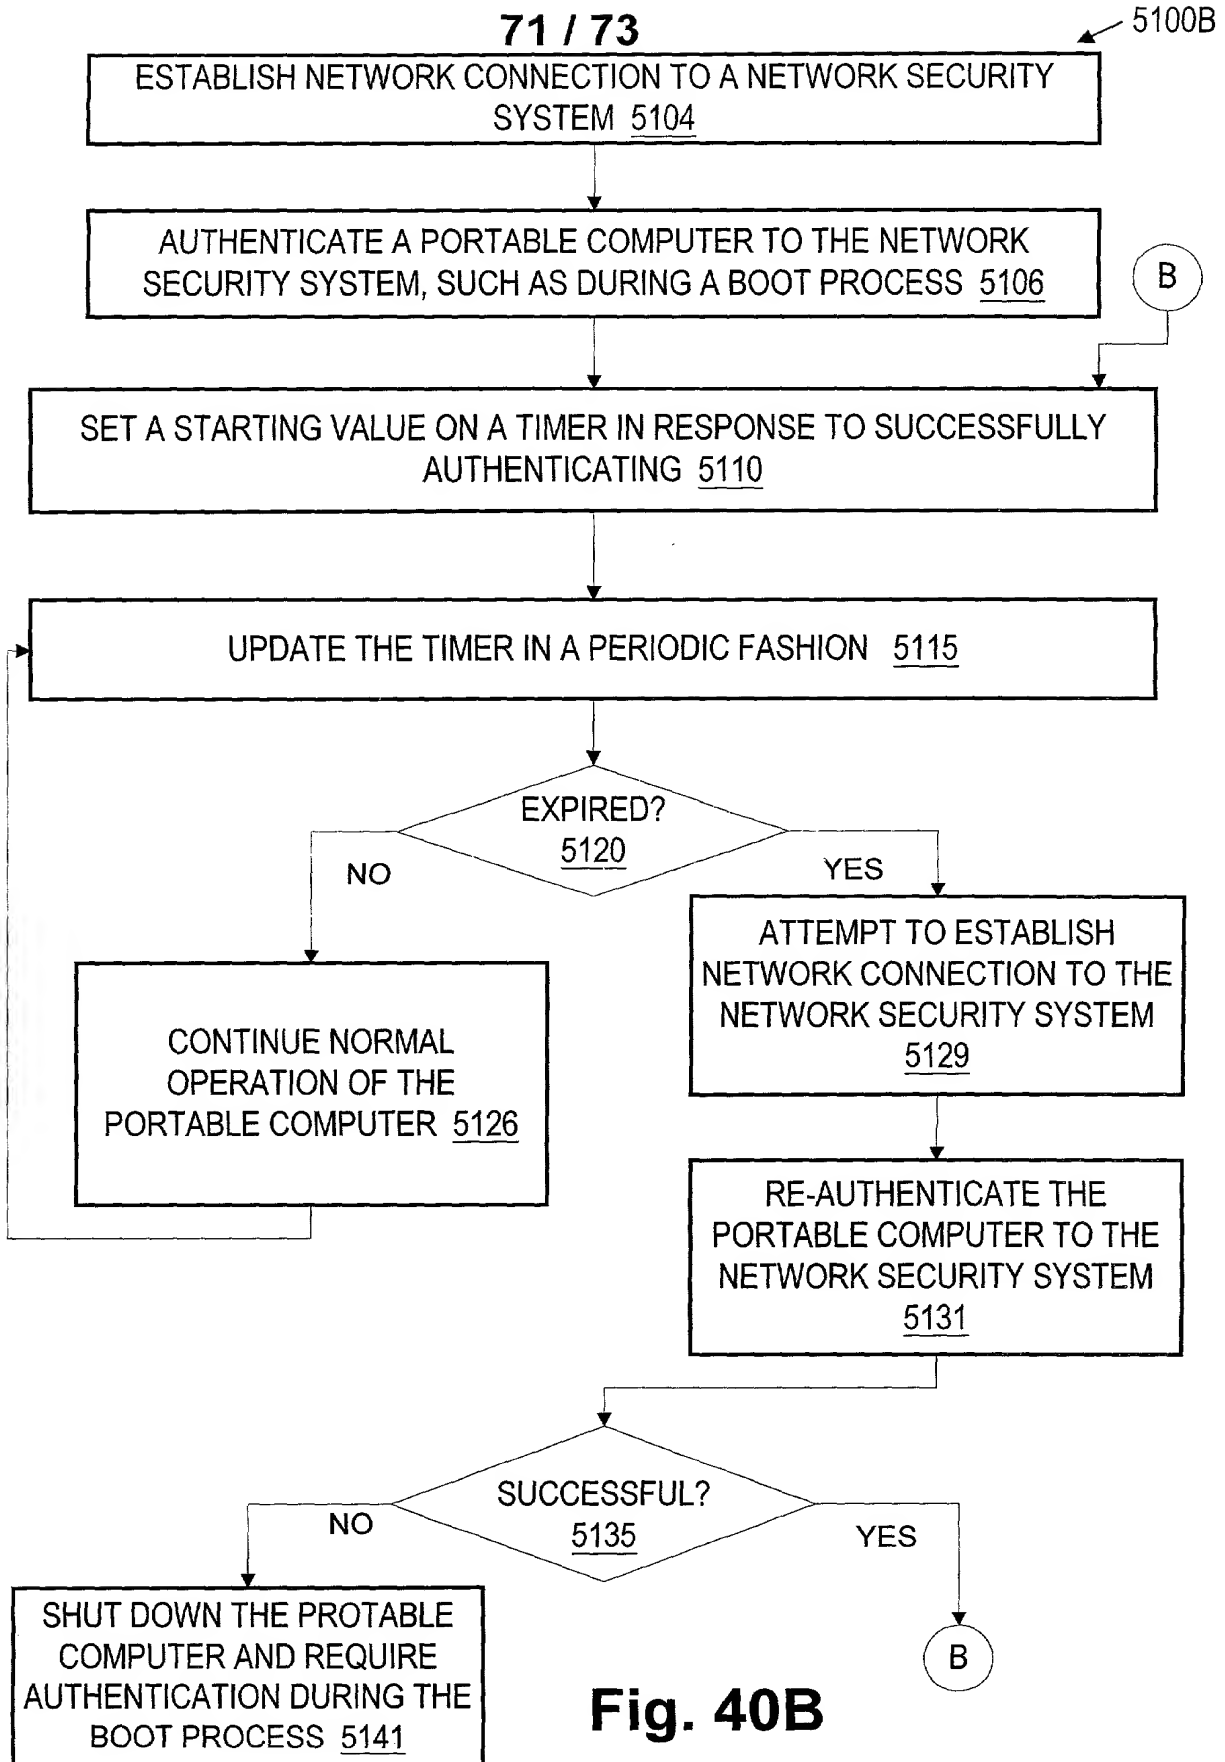 71 / 73
5100B
ESTABLISH NETWORK CONNECTION TO A NETWORK SECURITY
SYSTEM 5104
AUTHENTICATE A PORTABLE COMPUTER TO THE NETWORK
SECURITY SYSTEM, SUCH AS DURING A BOOT PROCESS 5106
B
SET A STARTING VALUE ON A TIMER IN RESPONSE TO SUCCESSFULLY
AUTHENTICATING 5110
UPDATE THE TIMER IN A PERIODIC FASHION 5115
EXPIRED?
5120
NO
YES
CONTINUE NORMAL
OPERATION OF THE
PORTABLE COMPUTER 5126
ATTEMPT TO ESTABLISH
NETWORK CONNECTION TO THE
NETWORK SECURITY SYSTEM
5129
RE-AUTHENTICATE THE
PORTABLE COMPUTER TO THE
NETWORK SECURITY SYSTEM
5131
SUCCESSFUL?
5135
NO
YES
SHUT DOWN THE PROTABLE
COMPUTER AND REQUIRE
AUTHENTICATION DURING THE
BOOT PROCESS 5141
B
Fig. 40B